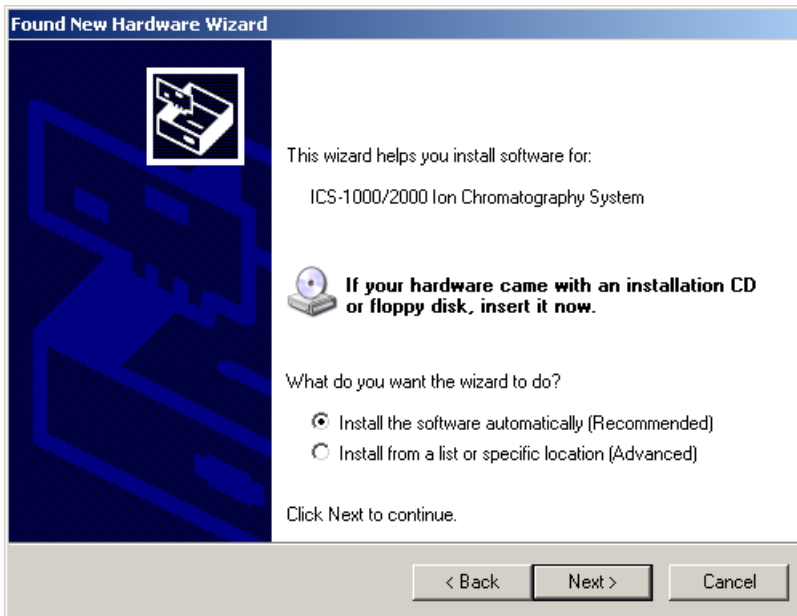 Found New Hardware Wizard
This wizard helps you install software for:
ICS-1000/2000 Ion Chromatography System
If your hardware came with an installation CD
or floppy disk, insert it now.
What do you want the wizard to do?
Install the software automatically (Recommended)
Install from a list or specific location (Advanced)
Click Next to continue.
< Back Next > Cancel